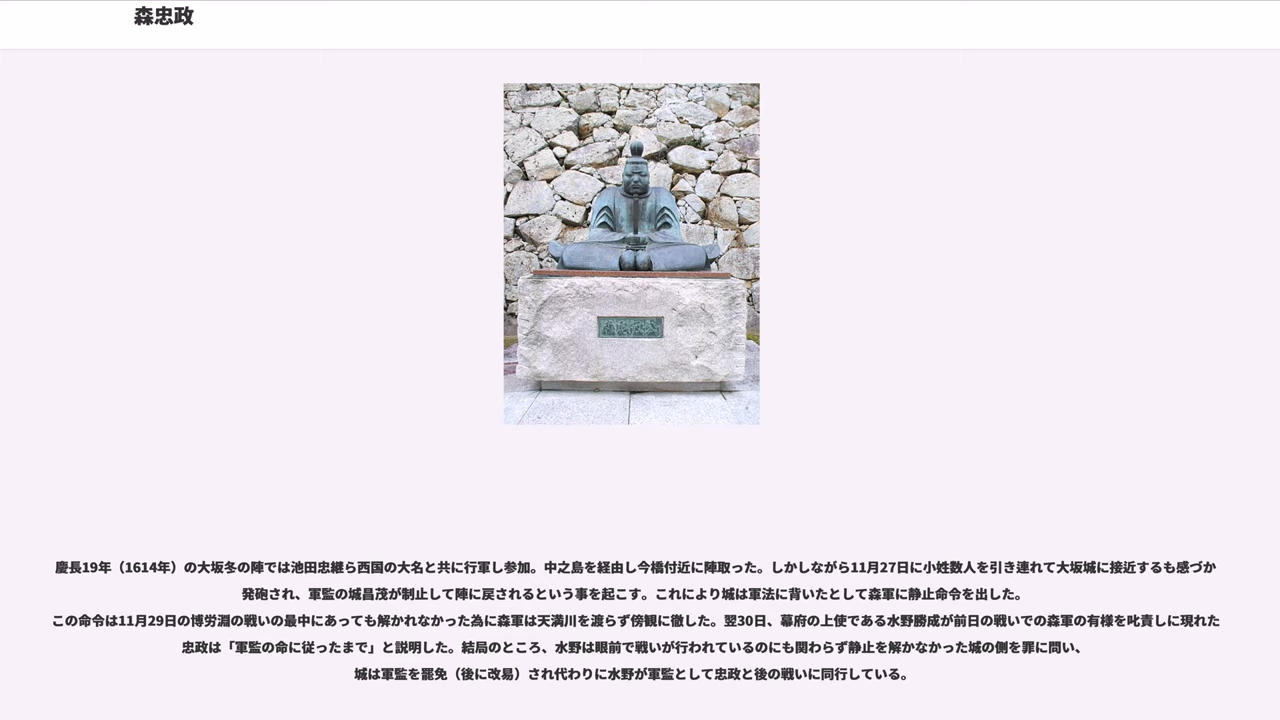 森忠政
慶長19年（1614年）の大坂冬の陣では池田忠継ら西国の大名と共に行軍し参加。中之島を経由し今橋付近に陣取った。しかしながら11月27日に小姓数人を引き連れて大坂城に接近するも感づか
発砲され、軍監の城昌茂が制止して陣に戻されるという事を起こす。これにより城は軍法に背いたとして森軍に静止命令を出した。
この命令は11月29日の博労淵の戦いの最中にあっても解かれなかった為に森軍は天満川を渡らず傍観に徹した。翌30日、幕府の上使である水野勝成が前日の戦いでの森軍の有様を叱責しに現れた
忠政は「軍監の命に従ったまで」と説明した。結局のところ、水野は眼前で戦いが行われているのにも関わらず静止を解かなかった城の側を罪に問い、
城は軍監を罷免（後に改易）され代わりに水野が軍監として忠政と後の戦いに同行している。